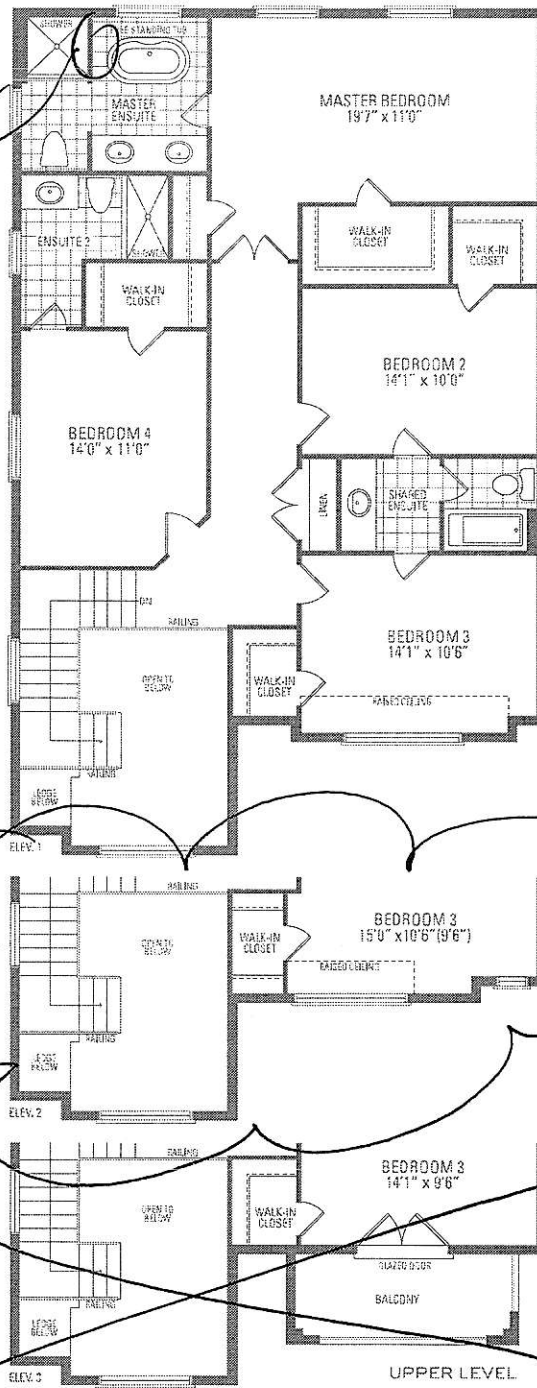 SHOWER
FREE STANDING TUB
MASTER
ENSUITE
MASTER BEDROOM
19'7" x 11'0"
ENSUITE 2
SHOWER
WALK-IN
CLOSET
WALK-IN
CLOSET
WALK-IN
CLOSET
BEDROOM 2
14'1" x 10'0"
BEDROOM 4
14'0" x 11'0"
LINEN
SHARED
ENSUITE
DN
RAILING
OPEN TO
BELOW
WALK-IN
CLOSET
BEDROOM 3
14'1" x 10'6"
RAISED CEILING
RAILING
LEDGE
BELOW
ELEV. 1
RAILING
OPEN TO
BELOW
WALK-IN
CLOSET
BEDROOM 3
15'0" x10'6"(9'6")
RAISED CEILING
RAILING
LEDGE
BELOW
ELEV. 2
RAILING
OPEN TO
BELOW
WALK-IN
CLOSET
BEDROOM 3
14'1" x 9'6"
GLAZED DOOR
BALCONY
RAILING
LEDGE
BELOW
ELEV. 3
UPPER LEVEL